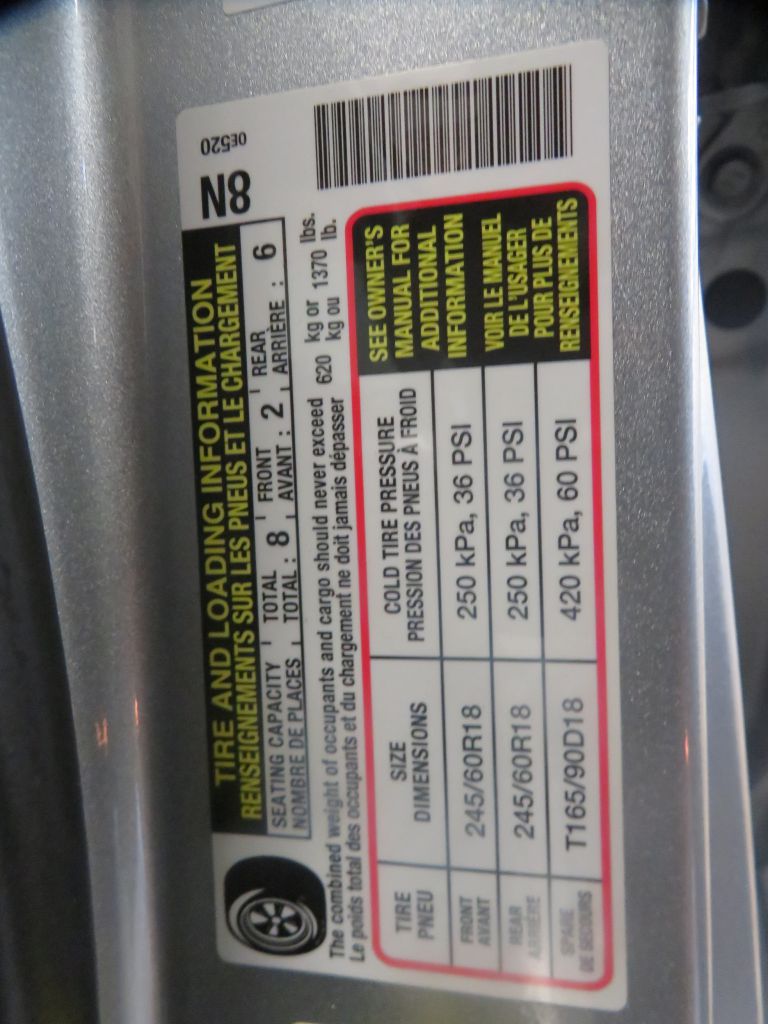 TIRE AND LOADING INFORMATION
RENSEIGNEMENTS SUR LES PNEUS ET LE CHARGEMENT
8N
0E520
SEATING CAPACITY TOTAL 8 FRONT 2 REAR 6
NOMBRE DE PLACES TOTAL : AVANT : ARRIÈRE :
The combined weight of occupants and cargo should never exceed 620 kg or 1370 lbs.
Le poids total des occupants et du chargement ne doit jamais dépasser kg ou lb.
TIRE SIZE COLD TIRE PRESSURE
PNEU DIMENSIONS PRESSION DES PNEUS À FROID
FRONT 245/60R18 250 kPa, 36 PSI
AVANT
REAR 245/60R18 250 kPa, 36 PSI
ARRIÈRE
SPARE T165/90D18 420 kPa, 60 PSI
DE SECOURS
SEE OWNER'S
MANUAL FOR
ADDITIONAL
INFORMATION
VOIR LE MANUEL
DE L'USAGER
POUR PLUS DE
RENSEIGNEMENTS